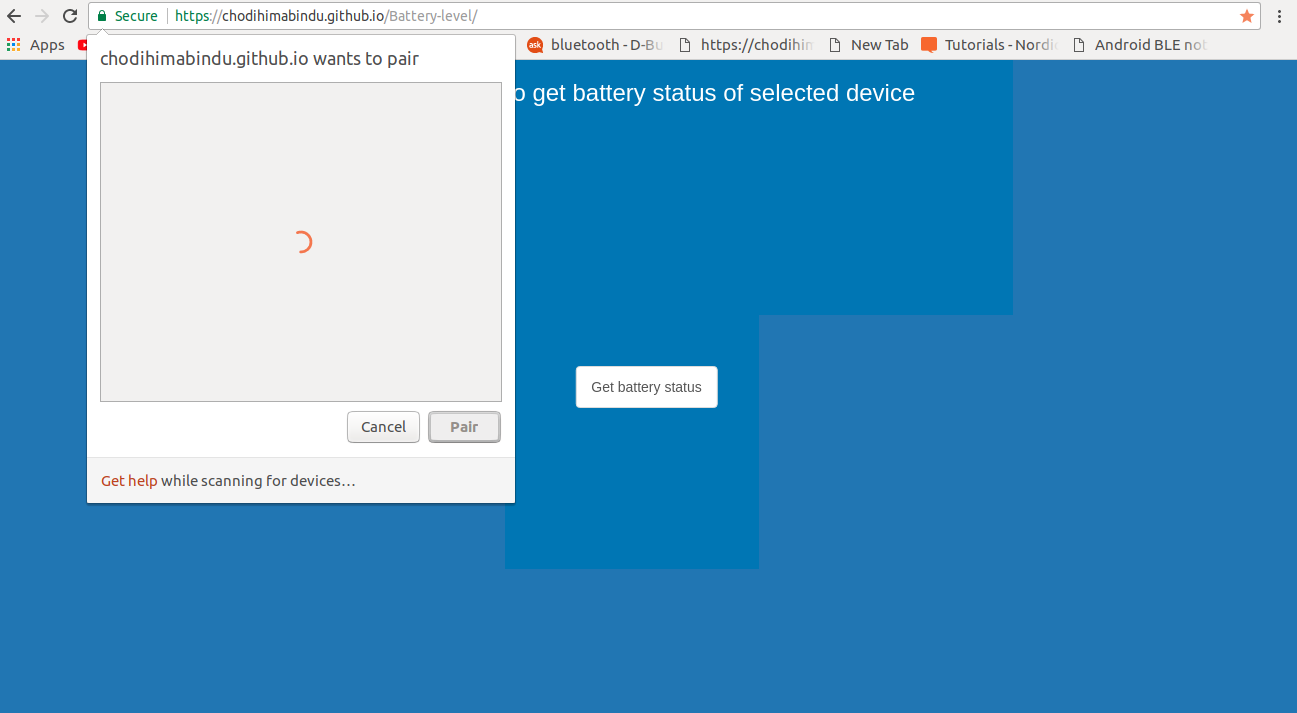 Secure https://chodihimabindu.github.io/Battery-level/
Apps bluetooth - D-Bu https://chodihim New Tab Tutorials - Nordic Android BLE not
chodihimabindu.github.io wants to pair
o get battery status of selected device
Get battery status
Cancel Pair
Get help while scanning for devices…